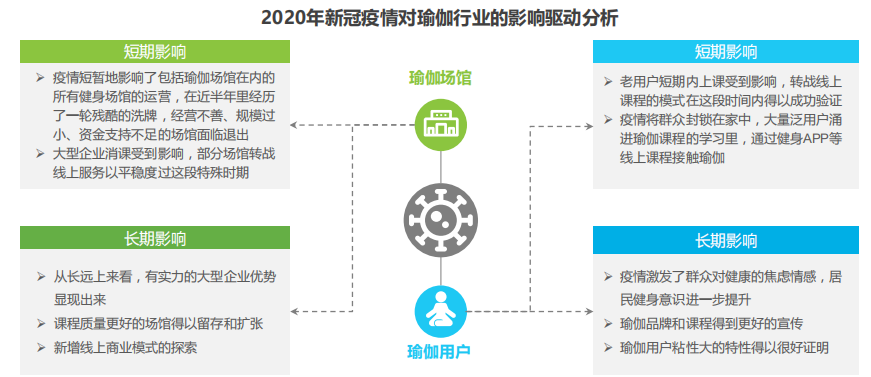 2020年新冠疫情对瑜伽行业的影响驱动分析
短期影响
疫情短暂地影响了包括瑜伽场馆在内的
所有健身场馆的运营，在近半年里经历
了一轮残酷的洗牌，经营不善、规模过
小、资金支持不足的场馆面临退出
大型企业消课受到影响，部分场馆转战
线上服务以平稳度过这段特殊时期
长期影响
从长远上来看，有实力的大型企业优势
显现出来
课程质量更好的场馆得以留存和扩张
新增线上商业模式的探索
瑜伽场馆
瑜伽用户
短期影响
老用户短期内上课受到影响，转战线上
课程的模式在这段时间内得以成功验证
疫情将群众封锁在家中，大量泛用户涌
进瑜伽课程的学习里，通过健身APP等
线上课程接触瑜伽
长期影响
疫情激发了群众对健康的焦虑情感，居
民健身意识进一步提升
瑜伽品牌和课程得到更好的宣传
瑜伽用户粘性大的特性得以很好证明